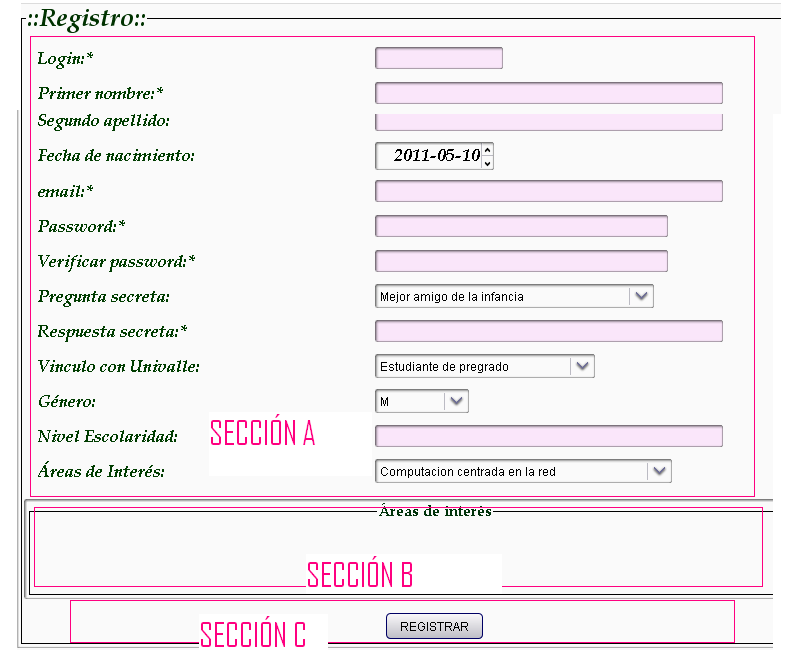 ::Registro::
Login:*
Primer nombre:*
Segundo apellido:
Fecha de nacimiento: 2011-05-10
email:*
Password:*
Verificar password:*
Pregunta secreta: Mejor amigo de la infancia
Respuesta secreta:*
Vinculo con Univalle: Estudiante de pregrado
Género: M
Nivel Escolaridad:
SECCIÓN A
Áreas de Interés: Computacion centrada en la red
Áreas de interés
SECCIÓN B
REGISTRAR
SECCIÓN C